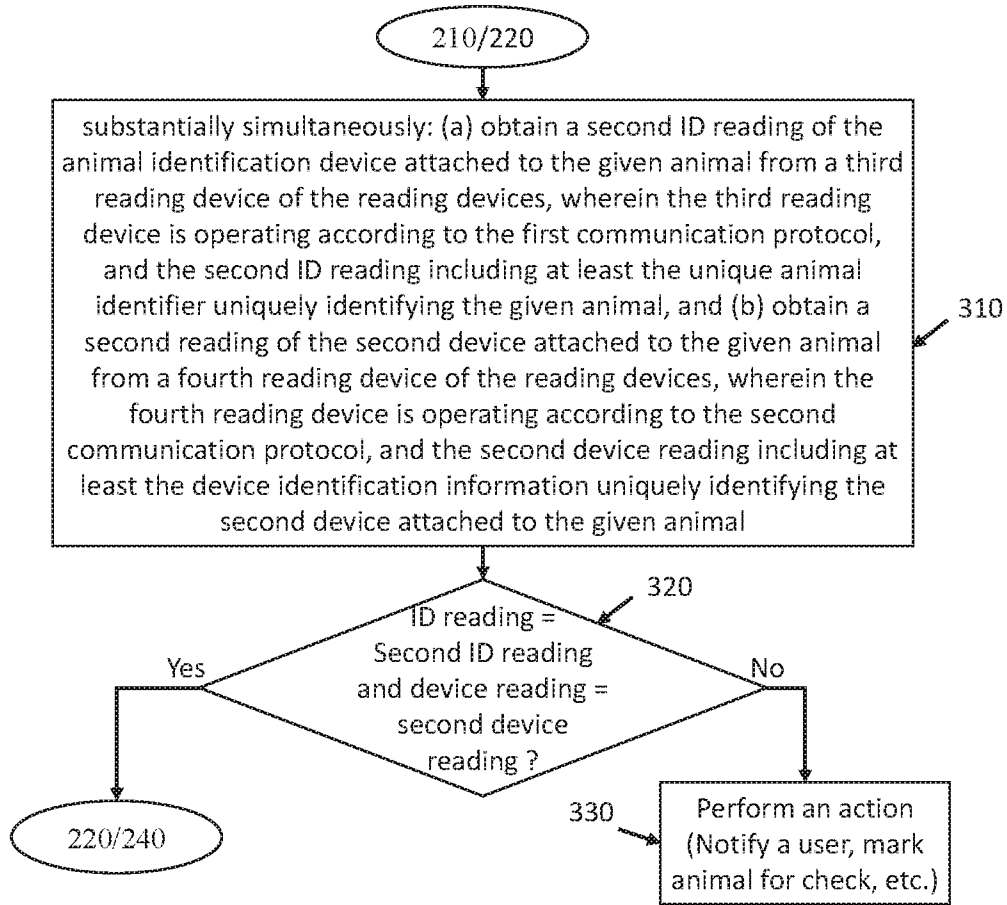 210/220
substantially simultaneously: (a) obtain a second ID reading of the
animal identification device attached to the given animal from a third
reading device of the reading devices, wherein the third reading
device is operating according to the first communication protocol,
and the second ID reading including at least the unique animal
identifier uniquely identifying the given animal, and (b) obtain a
second reading of the second device attached to the given animal
from a fourth reading device of the reading devices, wherein the
fourth reading device is operating according to the second
communication protocol, and the second device reading including at
least the device identification information uniquely identifying the
second device attached to the given animal
310
320
ID reading =
Second ID reading
and device reading =
second device
reading ?
Yes
No
220/240
330
Perform an action
(Notify a user, mark
animal for check, etc.)